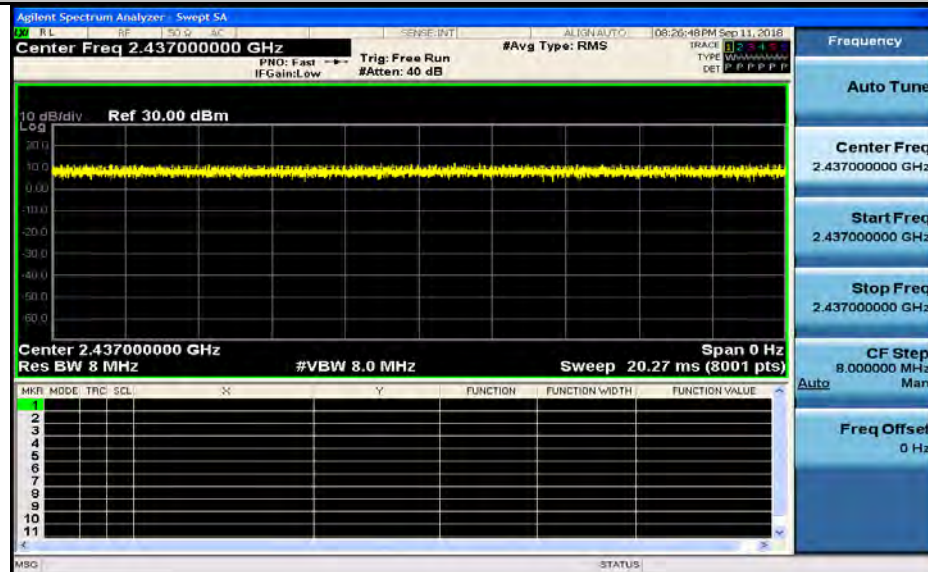 Agilent Spectrum Analyzer - Swept SA
LXI RL RF 50 Ω AC SENSE:INT ALIGN AUTO 08:26:48 PM Sep 11, 2018
Center Freq 2.437000000 GHz #Avg Type: RMS TRACE 1 2 3 4 5 6
PNO: Fast Trig: Free Run TYPE
IFGain:Low #Atten: 40 dB DET P P P P P P
10 dB/div Ref 30.00 dBm
Log
20.0
10.0
0.00
-10.0
-20.0
-30.0
-40.0
-50.0
-60.0
Center 2.437000000 GHz Span 0 Hz
Res BW 8 MHz #VBW 8.0 MHz Sweep 20.27 ms (8001 pts)
MKR MODE TRC SCL X Y FUNCTION FUNCTION WIDTH FUNCTION VALUE
1
2
3
4
5
6
7
8
9
10
11
MSG STATUS
Frequency
Auto Tune
Center Freq
2.437000000 GHz
Start Freq
2.437000000 GHz
Stop Freq
2.437000000 GHz
CF Step
8.000000 MHz
Auto Man
Freq Offset
0 Hz